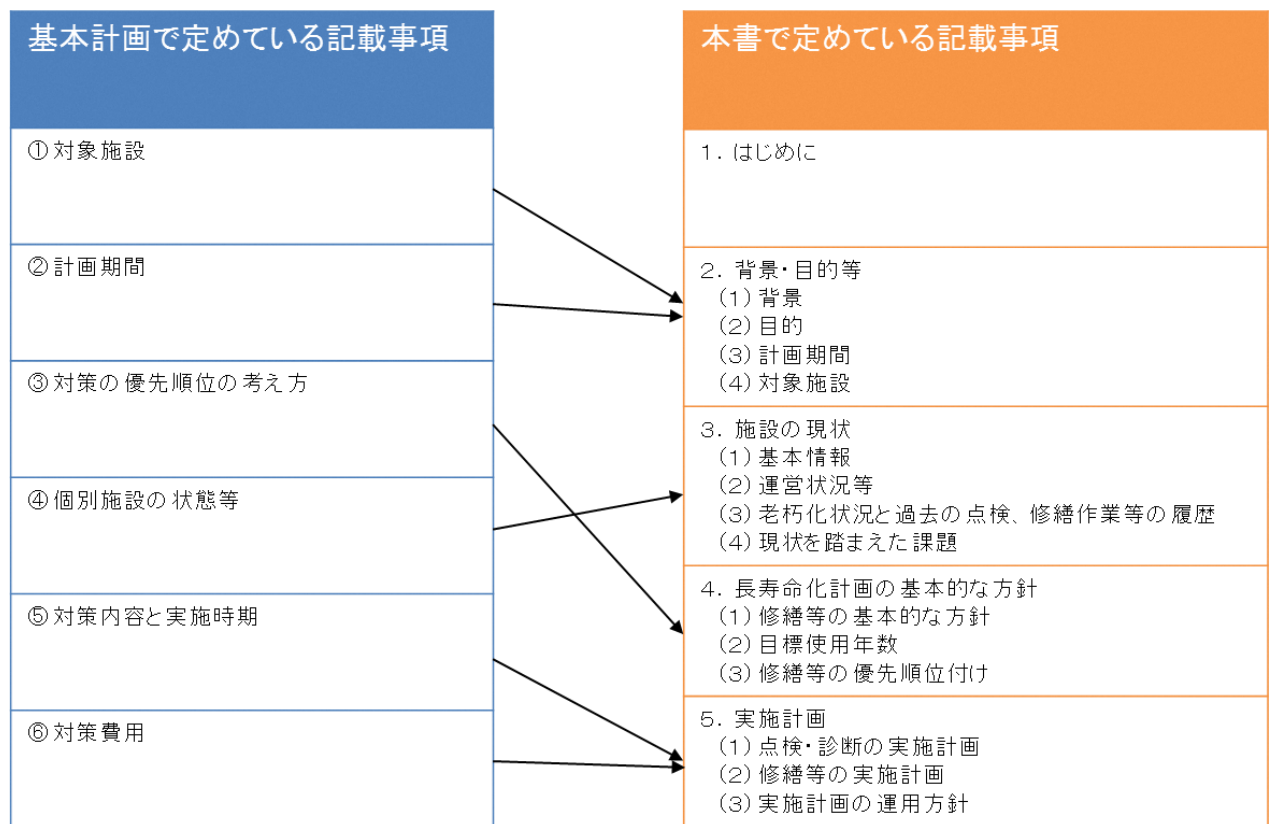 基本計画で定めている記載事項
①対象施設
②計画期間
③対策の優先順位の考え方
④個別施設の状態等
⑤対策内容と実施時期
⑥対策費用
本書で定めている記載事項
1．はじめに
2．背景・目的等
（1）背景
（2）目的
（3）計画期間
（4）対象施設
3．施設の現状
（1）基本情報
（2）運営状況等
（3）老朽化状況と過去の点検、修繕作業等の履歴
（4）現状を踏まえた課題
4．長寿命化計画の基本的な方針
（1）修繕等の基本的な方針
（2）目標使用年数
（3）修繕等の優先順位付け
5．実施計画
（1）点検・診断の実施計画
（2）修繕等の実施計画
（3）実施計画の運用方針